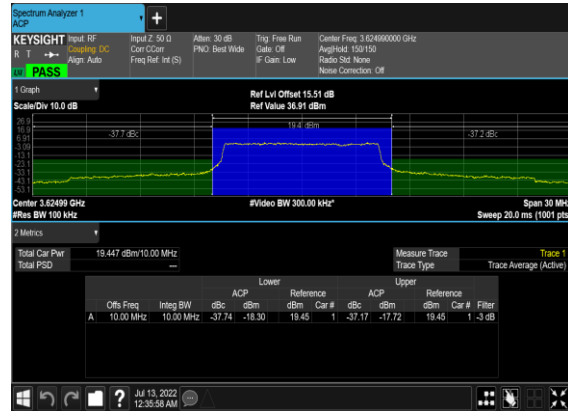 Spectrum Analyzer 1
ACP
+
KEYSIGHT Input: RF Input Z: 50 Ω Atten: 30 dB Trig: Free Run Center Freq: 3.624990000 GHz
R T Coupling: DC Corr CCorr PNO: Best Wide Gate: Off Avg|Hold: 150/150
Align: Auto Freq Ref: Int (S) IF Gain: Low Radio Std: None
LW PASS Noise Correction: Off
1 Graph Ref Lvl Offset 15.51 dB
Scale/Div 10.0 dB Ref Value 36.91 dBm
26.9
16.9
6.91
-3.09
-13.1
-23.1
-33.1
-43.1
-53.1
-37.7 dBc 19.4 dBm -37.2 dBc
Center 3.62499 GHz #Video BW 300.00 kHz* Span 30 MHz
#Res BW 100 kHz Sweep 20.0 ms (1001 pts)
2 Metrics
Total Car Pwr 19.447 dBm/10.00 MHz Measure Trace Trace 1
Total PSD --- Trace Type Trace Average (Active)
Lower Upper
ACP Reference ACP Reference
Offs Freq Integ BW dBc dBm dBm Car # dBc dBm dBm Car # Filter
A 10.00 MHz 10.00 MHz -37.74 -18.30 19.45 1 -37.17 -17.72 19.45 1 -3 dB
? Jul 13, 2022
12:35:58 AM